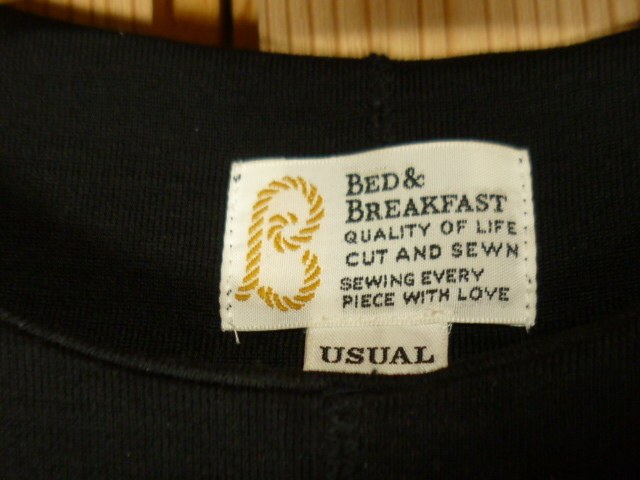 BED&
BREAKFAST
QUALITY OF LIFE
CUT AND SEWN
SEWING EVERY
PIECE WITH LOVE
USUAL